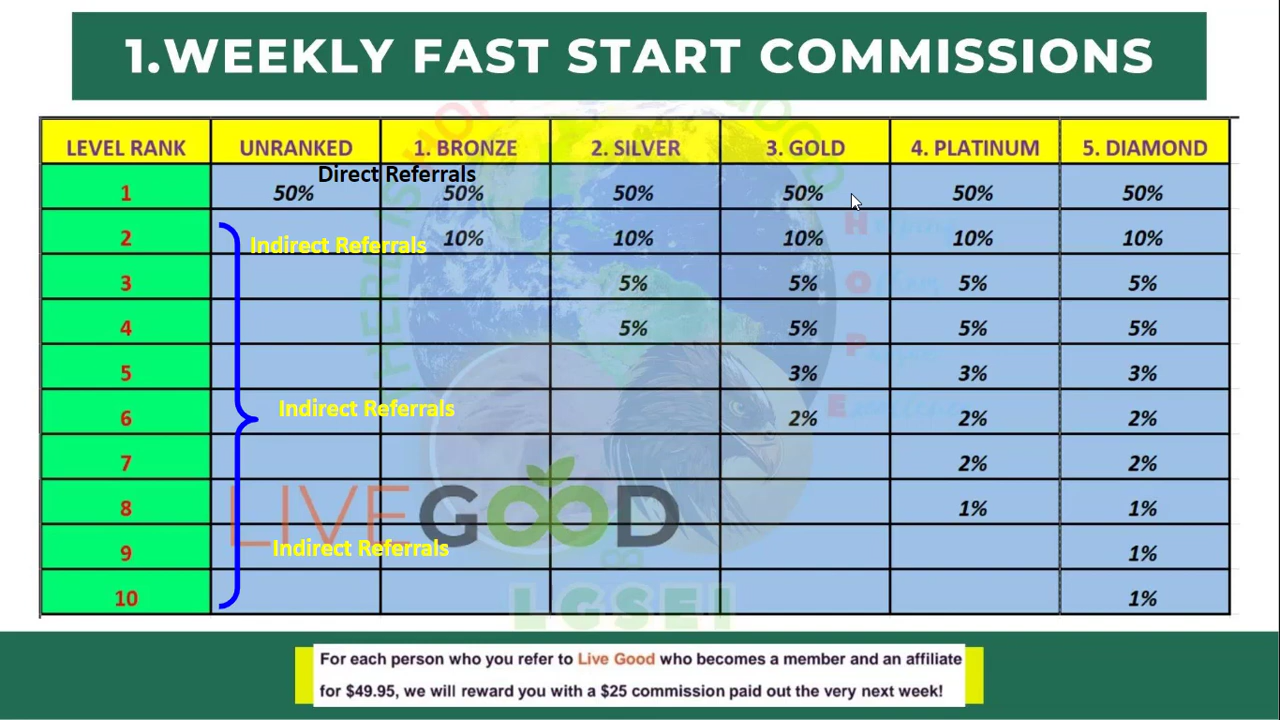 1.WEEKLY FAST START COMMISSIONS
LEVEL RANK UNRANKED 1. BRONZE 2. SILVER 3. GOLD 4. PLATINUM 5. DIAMOND
Direct Referrals
1 50% 50% 50% 50% 50% 50%
2 Indirect Referrals 10% 10% 10% 10% 10%
3 5% 5% 5% 5%
4 5% 5% 5% 5%
5 3% 3% 3%
6 Indirect Referrals 2% 2% 2%
7 2% 2%
8 1% 1%
LIVEGOOD
9 Indirect Referrals 1%
10 1%
LGSEI
For each person who you refer to Live Good who becomes a member and an affiliate
for $49.95, we will reward you with a $25 commission paid out the very next week!